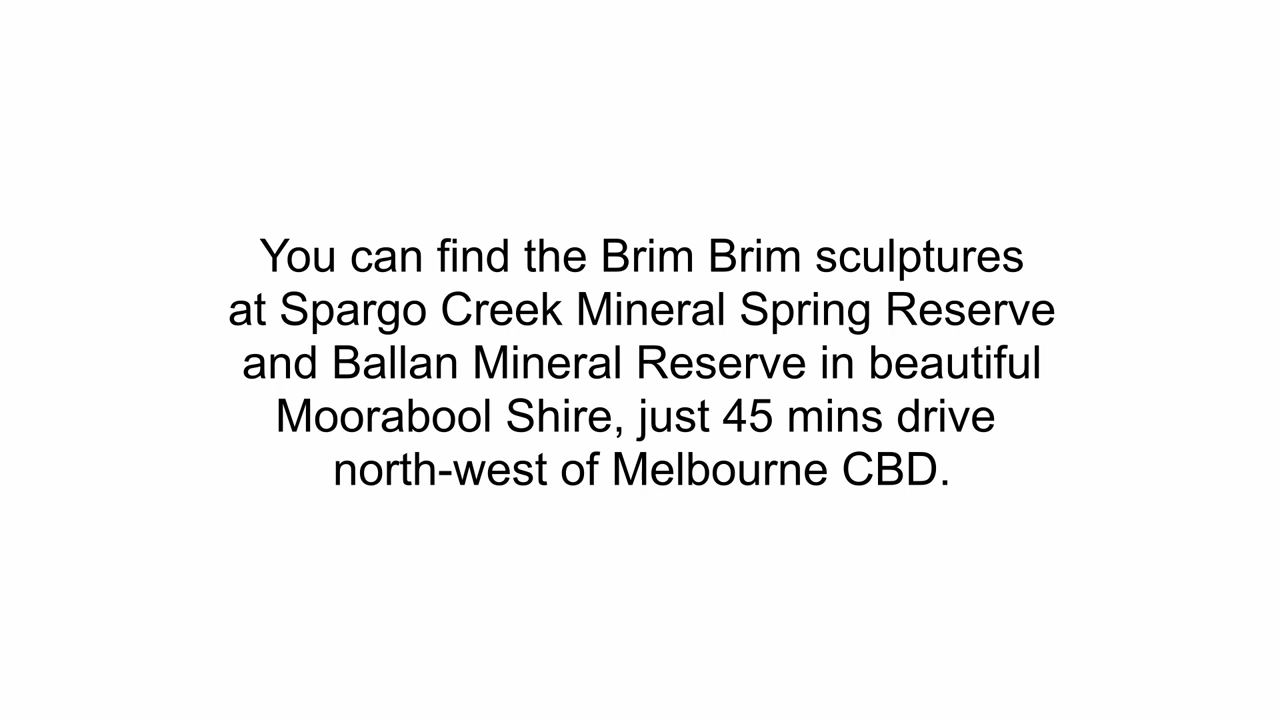 You can find the Brim Brim sculptures
at Spargo Creek Mineral Spring Reserve
and Ballan Mineral Reserve in beautiful
Moorabool Shire, just 45 mins drive
north-west of Melbourne CBD.